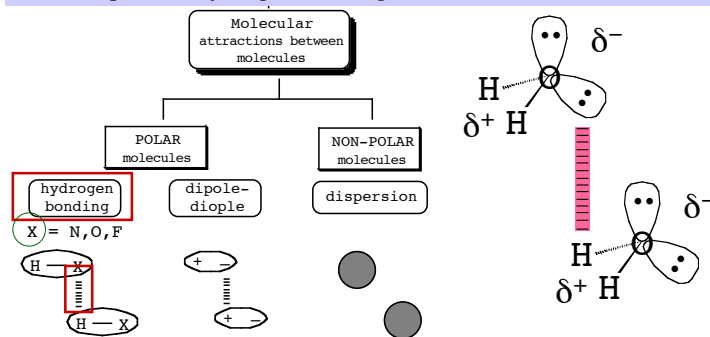 Molecular
attractions between
molecules
POLAR
molecules
NON-POLAR
molecules
hydrogen
bonding
dipole-
diople
dispersion
X = N,O,F
H — X
H — X
+ −
+ −
δ−
O
H
δ+ H
δ−
O
H
δ+ H